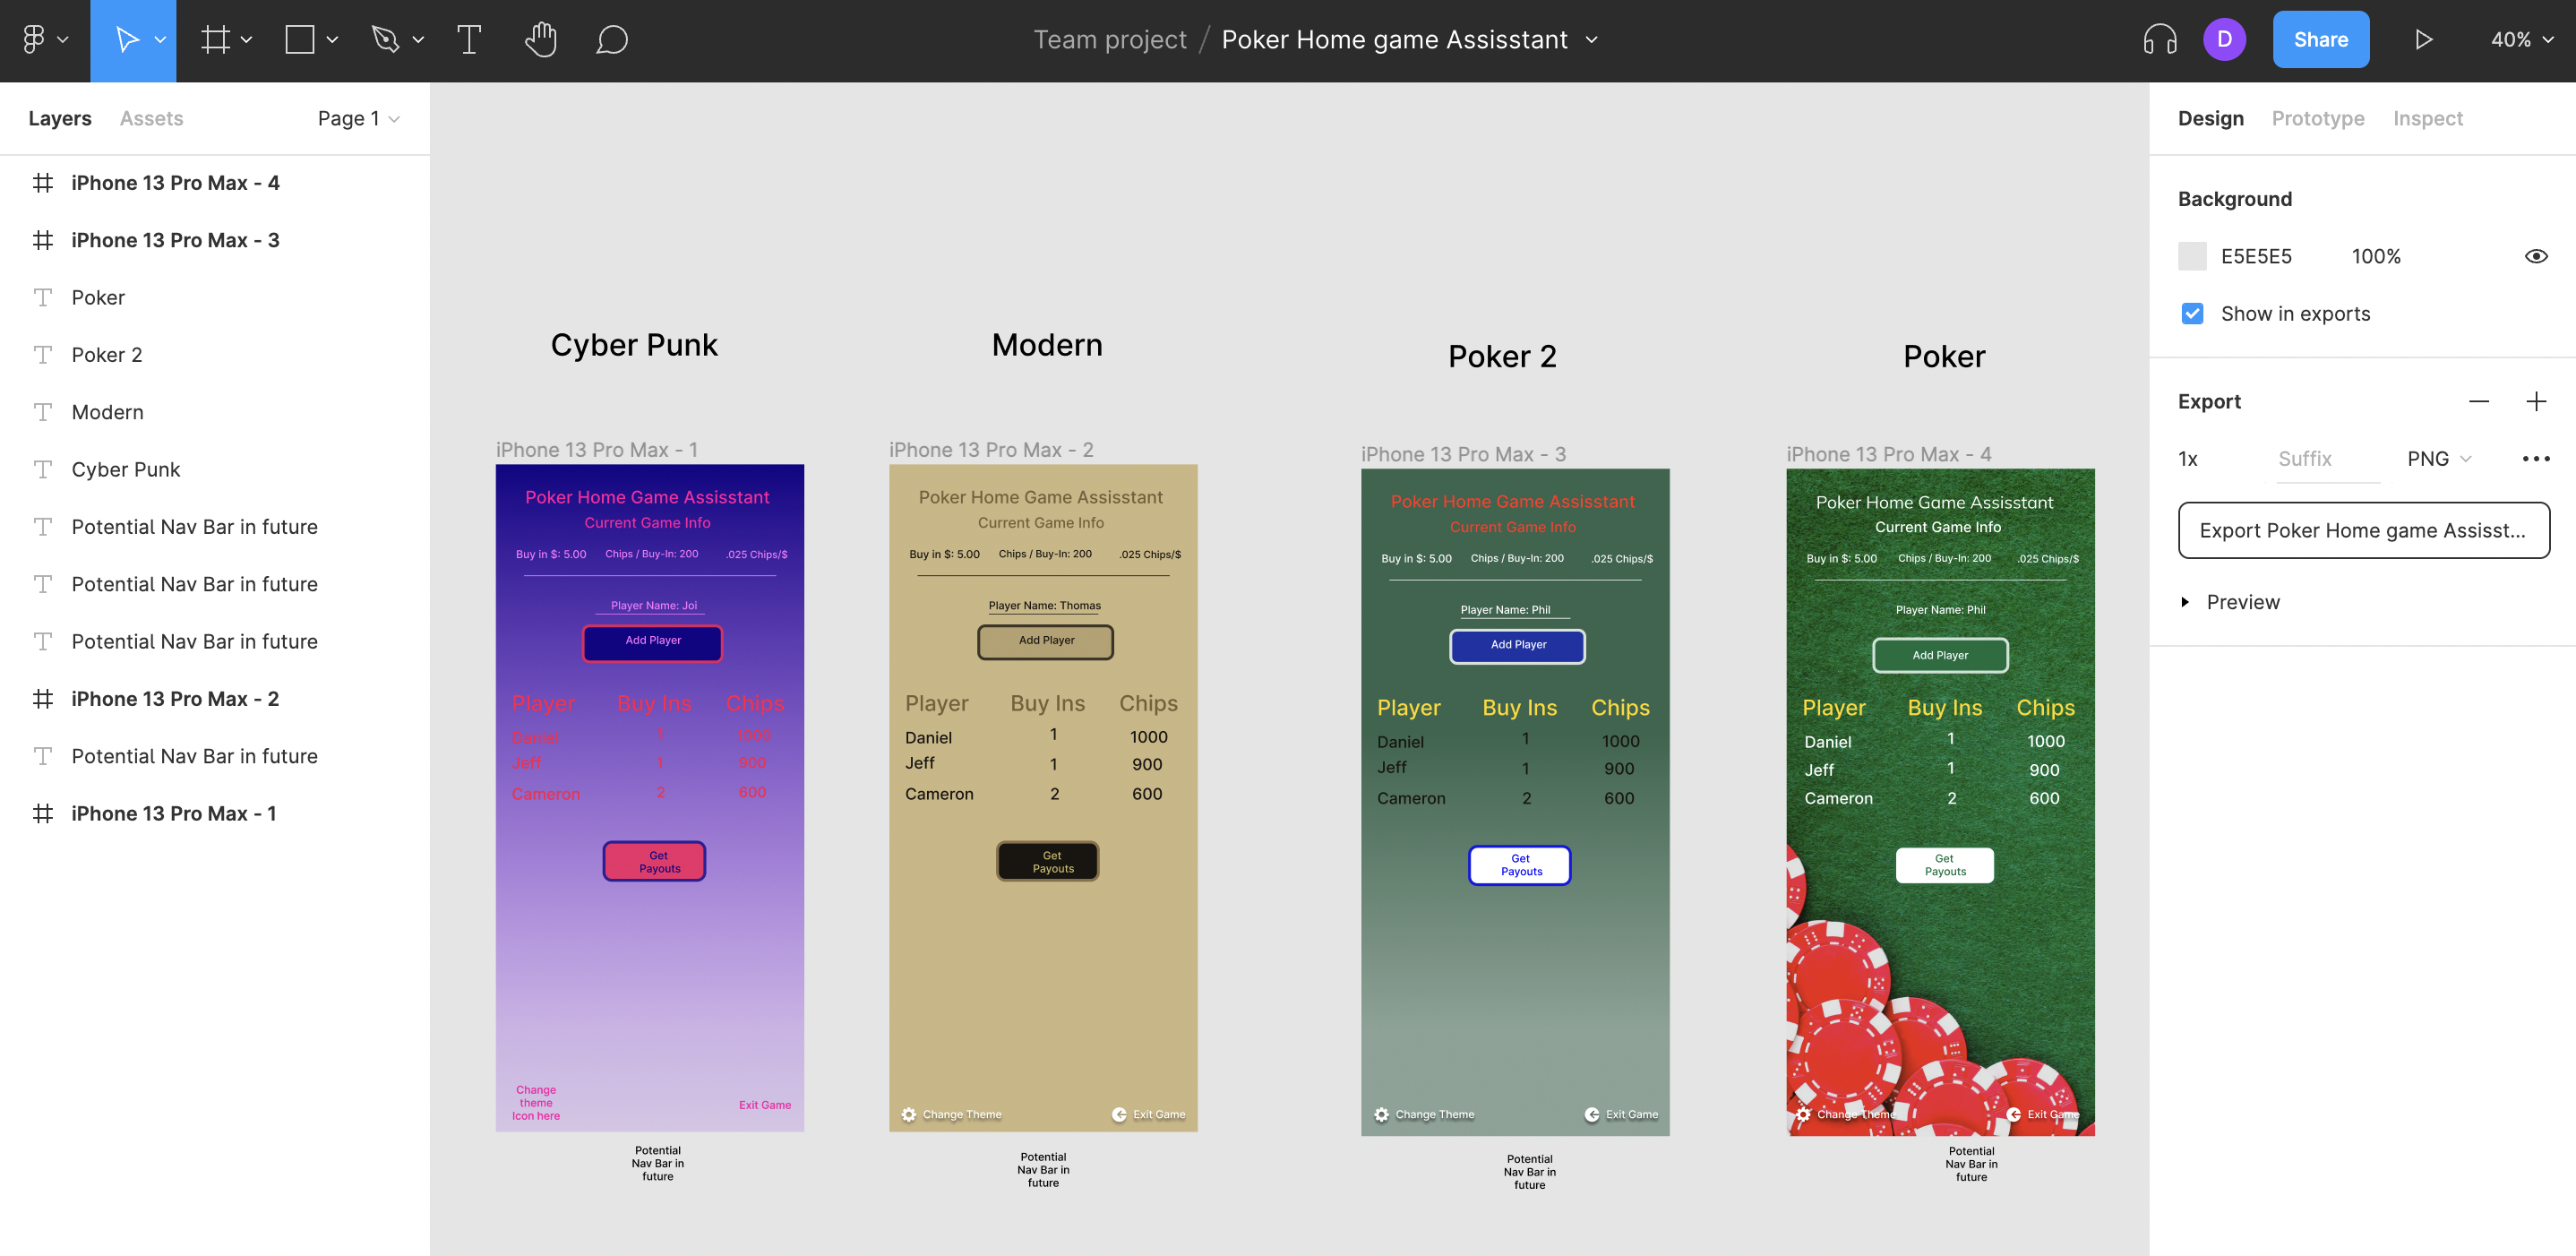 Team project / Poker Home game Assisstant
D
Share
40%
Layers
Assets
Page 1
iPhone 13 Pro Max - 4
iPhone 13 Pro Max - 3
Poker
Poker 2
Modern
Cyber Punk
Potential Nav Bar in future
Potential Nav Bar in future
Potential Nav Bar in future
iPhone 13 Pro Max - 2
Potential Nav Bar in future
iPhone 13 Pro Max - 1
Cyber Punk
iPhone 13 Pro Max - 1
Poker Home Game Assisstant
Current Game Info
Buy in $: 5.00 Chips / Buy-In: 200 .025 Chips/$
Player Name: Joi
Add Player
Player Buy Ins Chips
Daniel 1 1000
Jeff 1 900
Cameron 2 600
Get
Payouts
Change
theme
Icon here
Exit Game
Potential
Nav Bar in
future
Modern
iPhone 13 Pro Max - 2
Poker Home Game Assisstant
Current Game Info
Buy in $: 5.00 Chips / Buy-In: 200 .025 Chips/$
Player Name: Thomas
Add Player
Player Buy Ins Chips
Daniel 1 1000
Jeff 1 900
Cameron 2 600
Get
Payouts
Change Theme Exit Game
Potential
Nav Bar in
future
Poker 2
iPhone 13 Pro Max - 3
Poker Home Game Assisstant
Current Game Info
Buy in $: 5.00 Chips / Buy-In: 200 .025 Chips/$
Player Name: Phil
Add Player
Player Buy Ins Chips
Daniel 1 1000
Jeff 1 900
Cameron 2 600
Get
Payouts
Change Theme Exit Game
Potential
Nav Bar in
future
Poker
iPhone 13 Pro Max - 4
Poker Home Game Assisstant
Current Game Info
Buy in $: 5.00 Chips / Buy-In: 200 .025 Chips/$
Player Name: Phil
Add Player
Player Buy Ins Chips
Daniel 1 1000
Jeff 1 900
Cameron 2 600
Get
Payouts
Change Theme Exit Game
Potential
Nav Bar in
future
Design Prototype Inspect
Background
E5E5E5 100%
Show in exports
Export
1x Suffix PNG
Export Poker Home game Assisst...
Preview